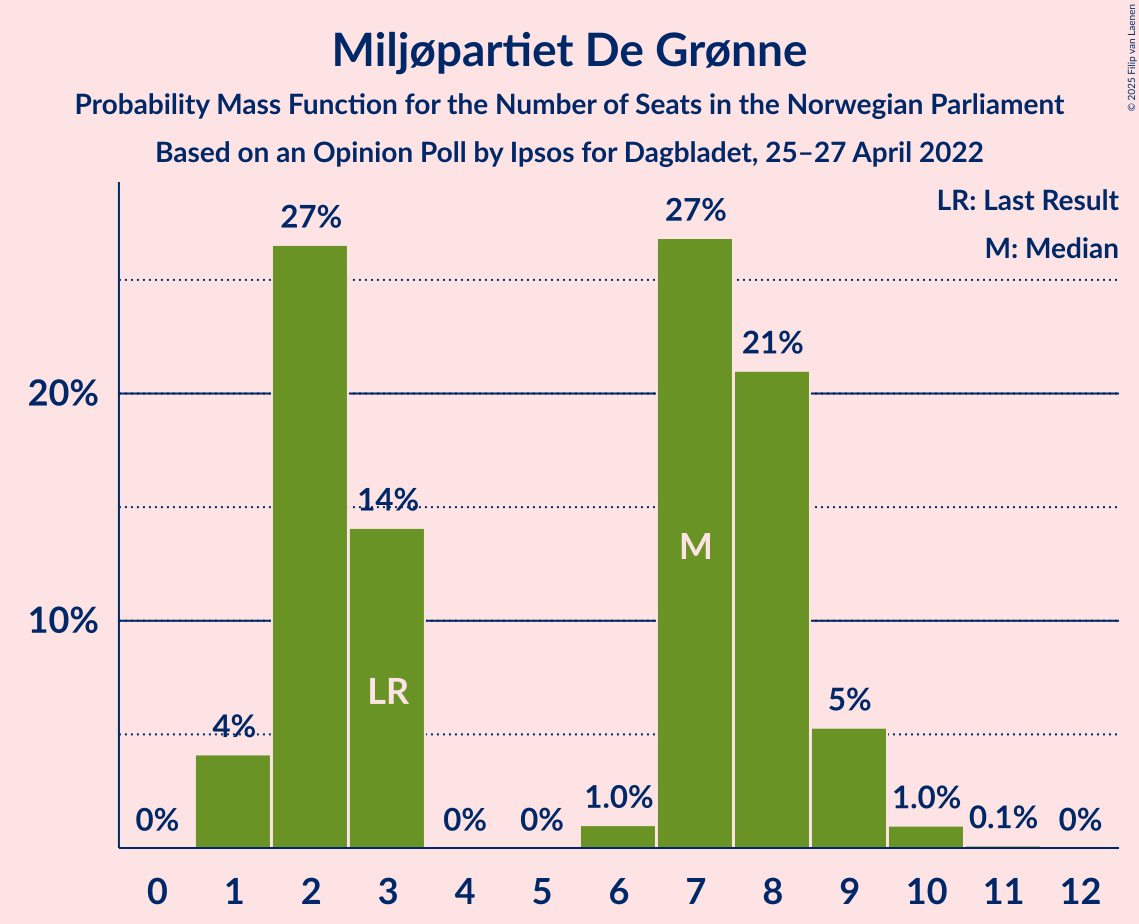 Miljøpartiet De Grønne
Probability Mass Function for the Number of Seats in the Norwegian Parliament
Based on an Opinion Poll by Ipsos for Dagbladet, 25–27 April 2022
© 2025 Filip van Laenen
LR: Last Result
M: Median
27%
27%
21%
20%
14%
M
10%
LR
4%
5%
0%
0%
0%
1.0%
1.0%
0.1%
0%
0 1 2 3 4 5 6 7 8 9 10 11 12